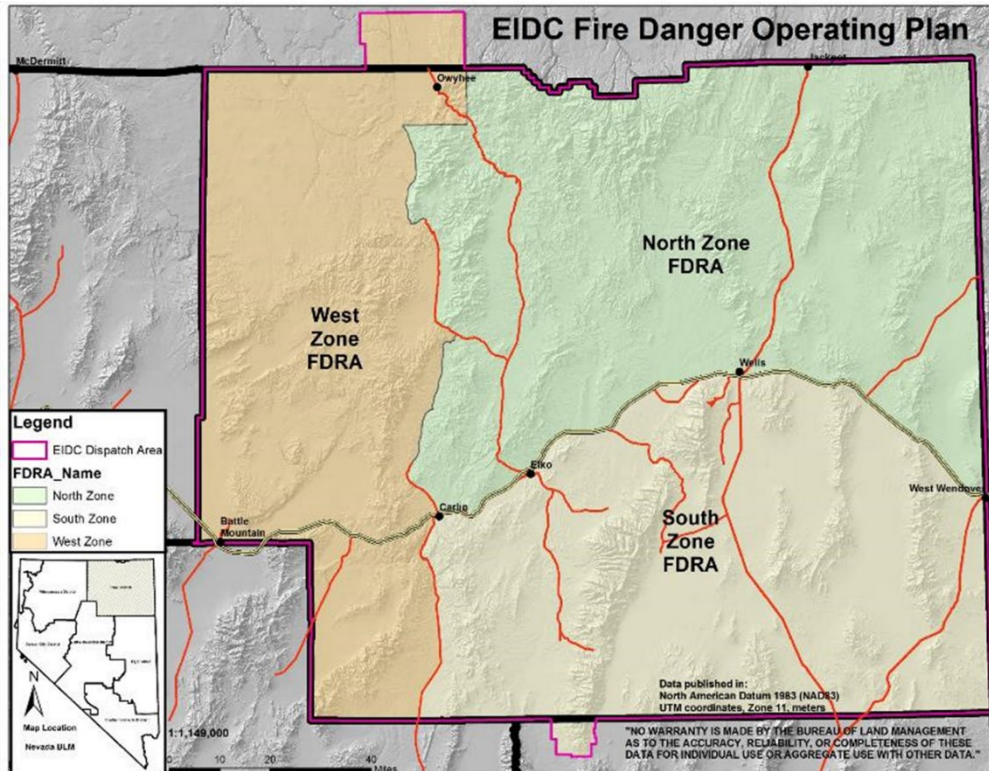 EIDC Fire Danger Operating Plan
McDermitt
Jackpot
Owyhee
North Zone
FDRA
West
Zone
FDRA
Wells
Legend
EIDC Dispatch Area
FDRA_Name
North Zone
South Zone
West Zone
Elko
West Wendover
Carlin
Battle
Mountain
South
Zone
FDRA
N
Map Location
Nevada BLM
Data published in:
North American Datum 1983 (NAD83)
UTM coordinates, Zone 11, meters
1:1,149,000
"NO WARRANTY IS MADE BY THE BUREAU OF LAND MANAGEMENT
AS TO THE ACCURACY, RELIABILITY, OR COMPLETENESS OF THESE
DATA FOR INDIVIDUAL USE OR AGGREGATE USE WITH OTHER DATA."
0 20 40
Miles